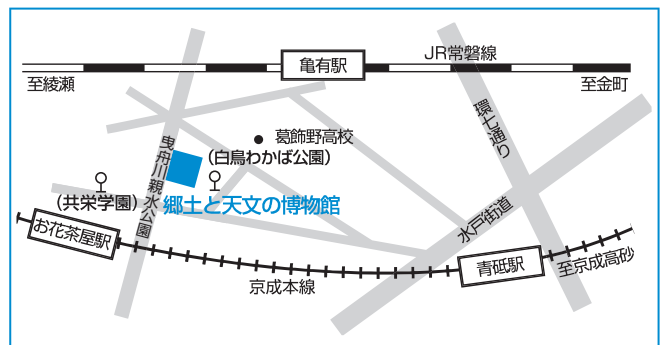 亀有駅
JR常磐線
至綾瀬
至金町
環七通り
葛飾野高校
(白鳥わかば公園)
曳舟川親水公園
(共栄学園)
郷土と天文の博物館
水戸街道
お花茶屋駅
青砥駅
至京成高砂
京成本線